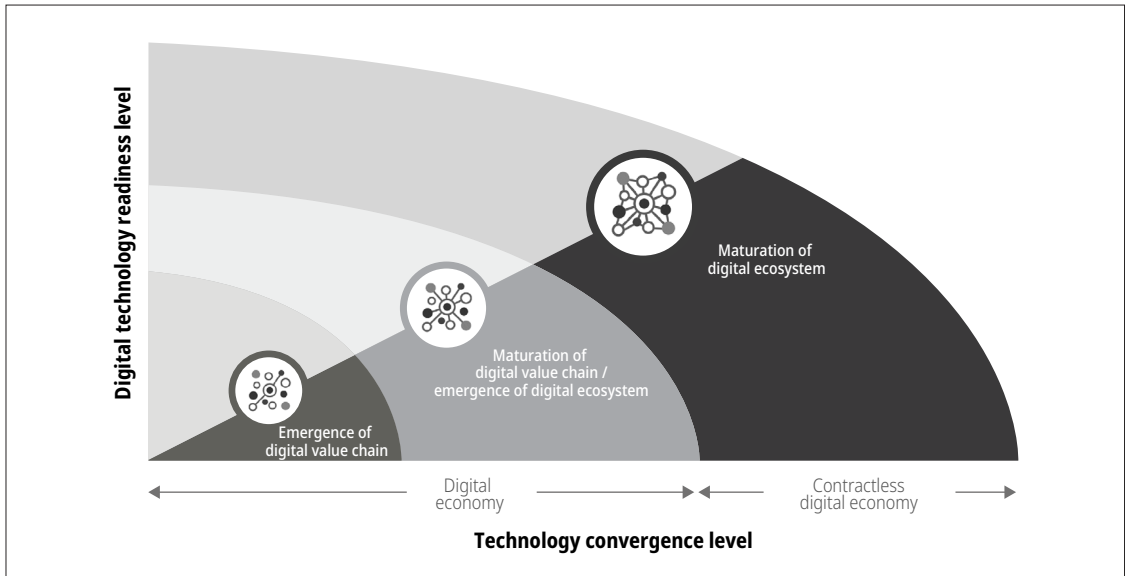 Digital technology readiness level
Maturation of
digital ecosystem
Maturation of
digital value chain /
emergence of digital ecosystem
Emergence of
digital value chain
Digital
economy
Contractless
digital economy
Technology convergence level